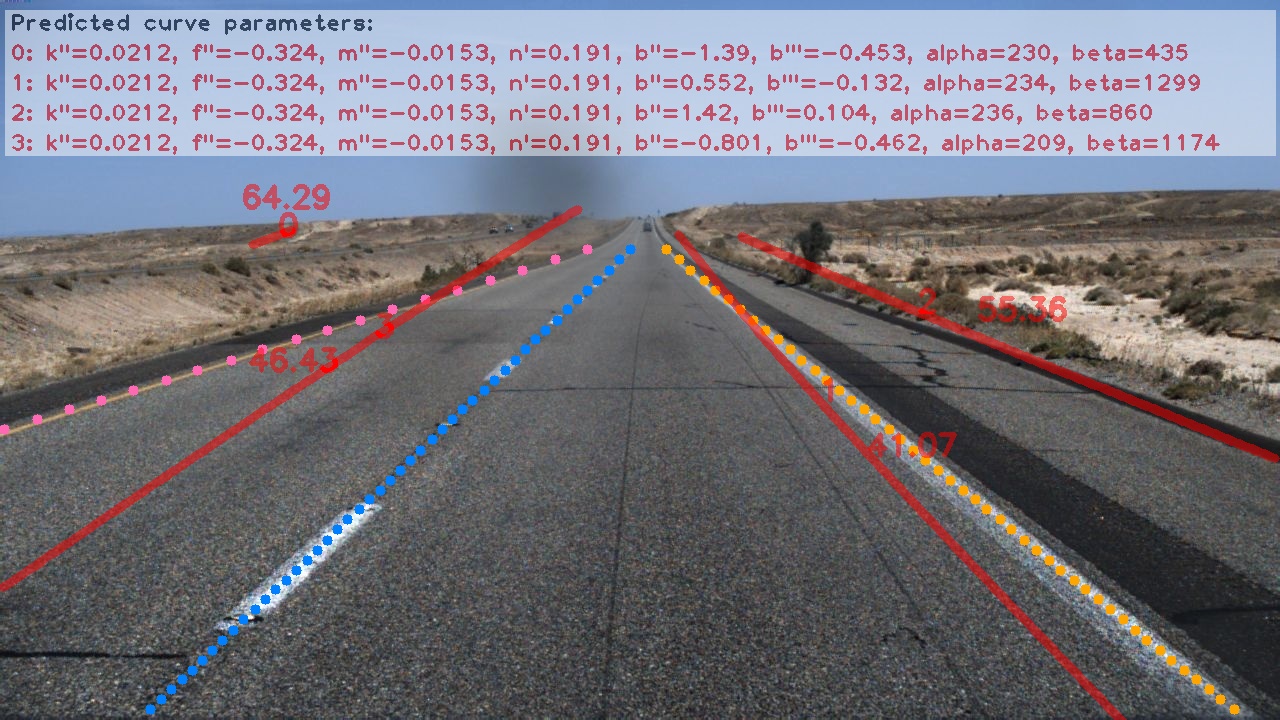 Predicted curve parameters:
0: k''=0.0212, f''=-0.324, m''=-0.0153, n'=0.191, b''=-1.39, b'''=-0.453, alpha=230, beta=435
1: k''=0.0212, f''=-0.324, m''=-0.0153, n'=0.191, b''=0.552, b'''=-0.132, alpha=234, beta=1299
2: k''=0.0212, f''=-0.324, m''=-0.0153, n'=0.191, b''=1.42, b'''=0.104, alpha=236, beta=860
3: k''=0.0212, f''=-0.324, m''=-0.0153, n'=0.191, b''=-0.801, b'''=-0.462, alpha=209, beta=1174
64.29
0
2
55.36
3
46.43
1
41.07